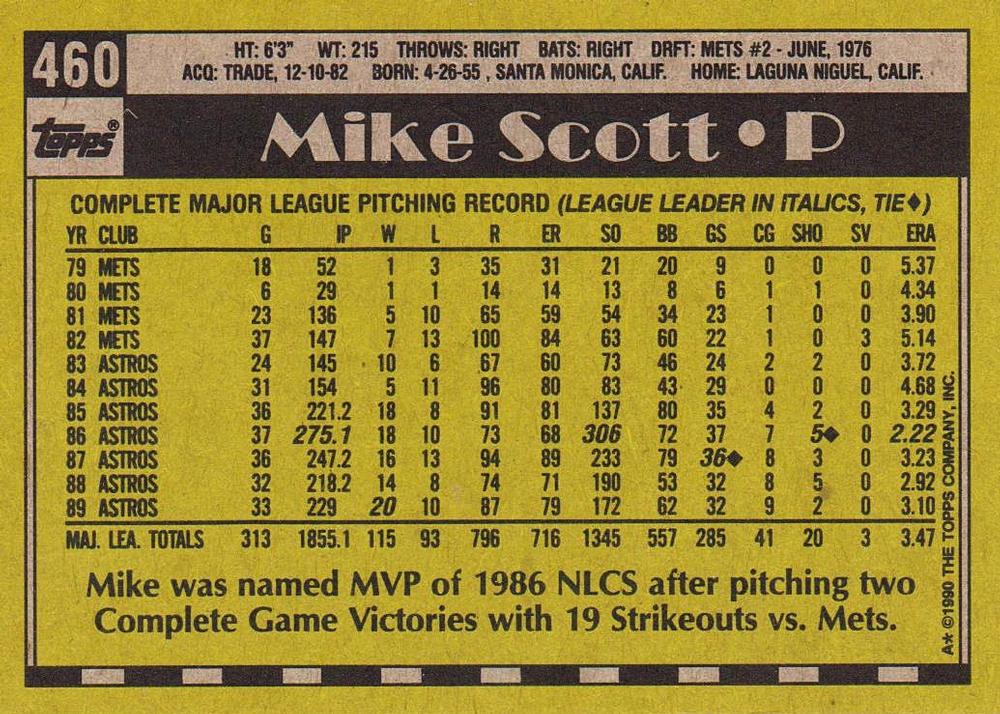 460
HT: 6'3" WT: 215 THROWS: RIGHT BATS: RIGHT DRFT: METS #2 - JUNE, 1976
ACQ: TRADE, 12-10-82 BORN: 4-26-55 , SANTA MONICA, CALIF. HOME: LAGUNA NIGUEL, CALIF.
topps®
Mike Scott • P
COMPLETE MAJOR LEAGUE PITCHING RECORD (LEAGUE LEADER IN ITALICS, TIE♦)
YR CLUB G IP W L R ER SO BB GS CG SHO SV ERA
79 METS 18 52 1 3 35 31 21 20 9 0 0 0 5.37
80 METS 6 29 1 1 14 14 13 8 6 1 1 0 4.34
81 METS 23 136 5 10 65 59 54 34 23 1 0 0 3.90
82 METS 37 147 7 13 100 84 63 60 22 1 0 3 5.14
83 ASTROS 24 145 10 6 67 60 73 46 24 2 2 0 3.72
84 ASTROS 31 154 5 11 96 80 83 43 29 0 0 0 4.68
85 ASTROS 36 221.2 18 8 91 81 137 80 35 4 2 0 3.29
86 ASTROS 37 275.1 18 10 73 68 306 72 37 7 5♦ 0 2.22
87 ASTROS 36 247.2 16 13 94 89 233 79 36♦ 8 3 0 3.23
88 ASTROS 32 218.2 14 8 74 71 190 53 32 8 5 0 2.92
89 ASTROS 33 229 20 10 87 79 172 62 32 9 2 0 3.10
MAJ. LEA. TOTALS 313 1855.1 115 93 796 716 1345 557 285 41 20 3 3.47
Mike was named MVP of 1986 NLCS after pitching two
Complete Game Victories with 19 Strikeouts vs. Mets.
A* ©1990 THE TOPPS COMPANY, INC.